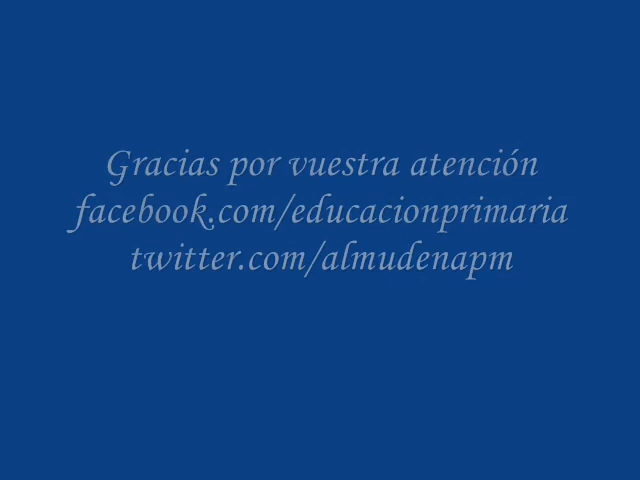 Gracias por vuestra atención
facebook.com/educacionprimaria
twitter.com/almudenapm